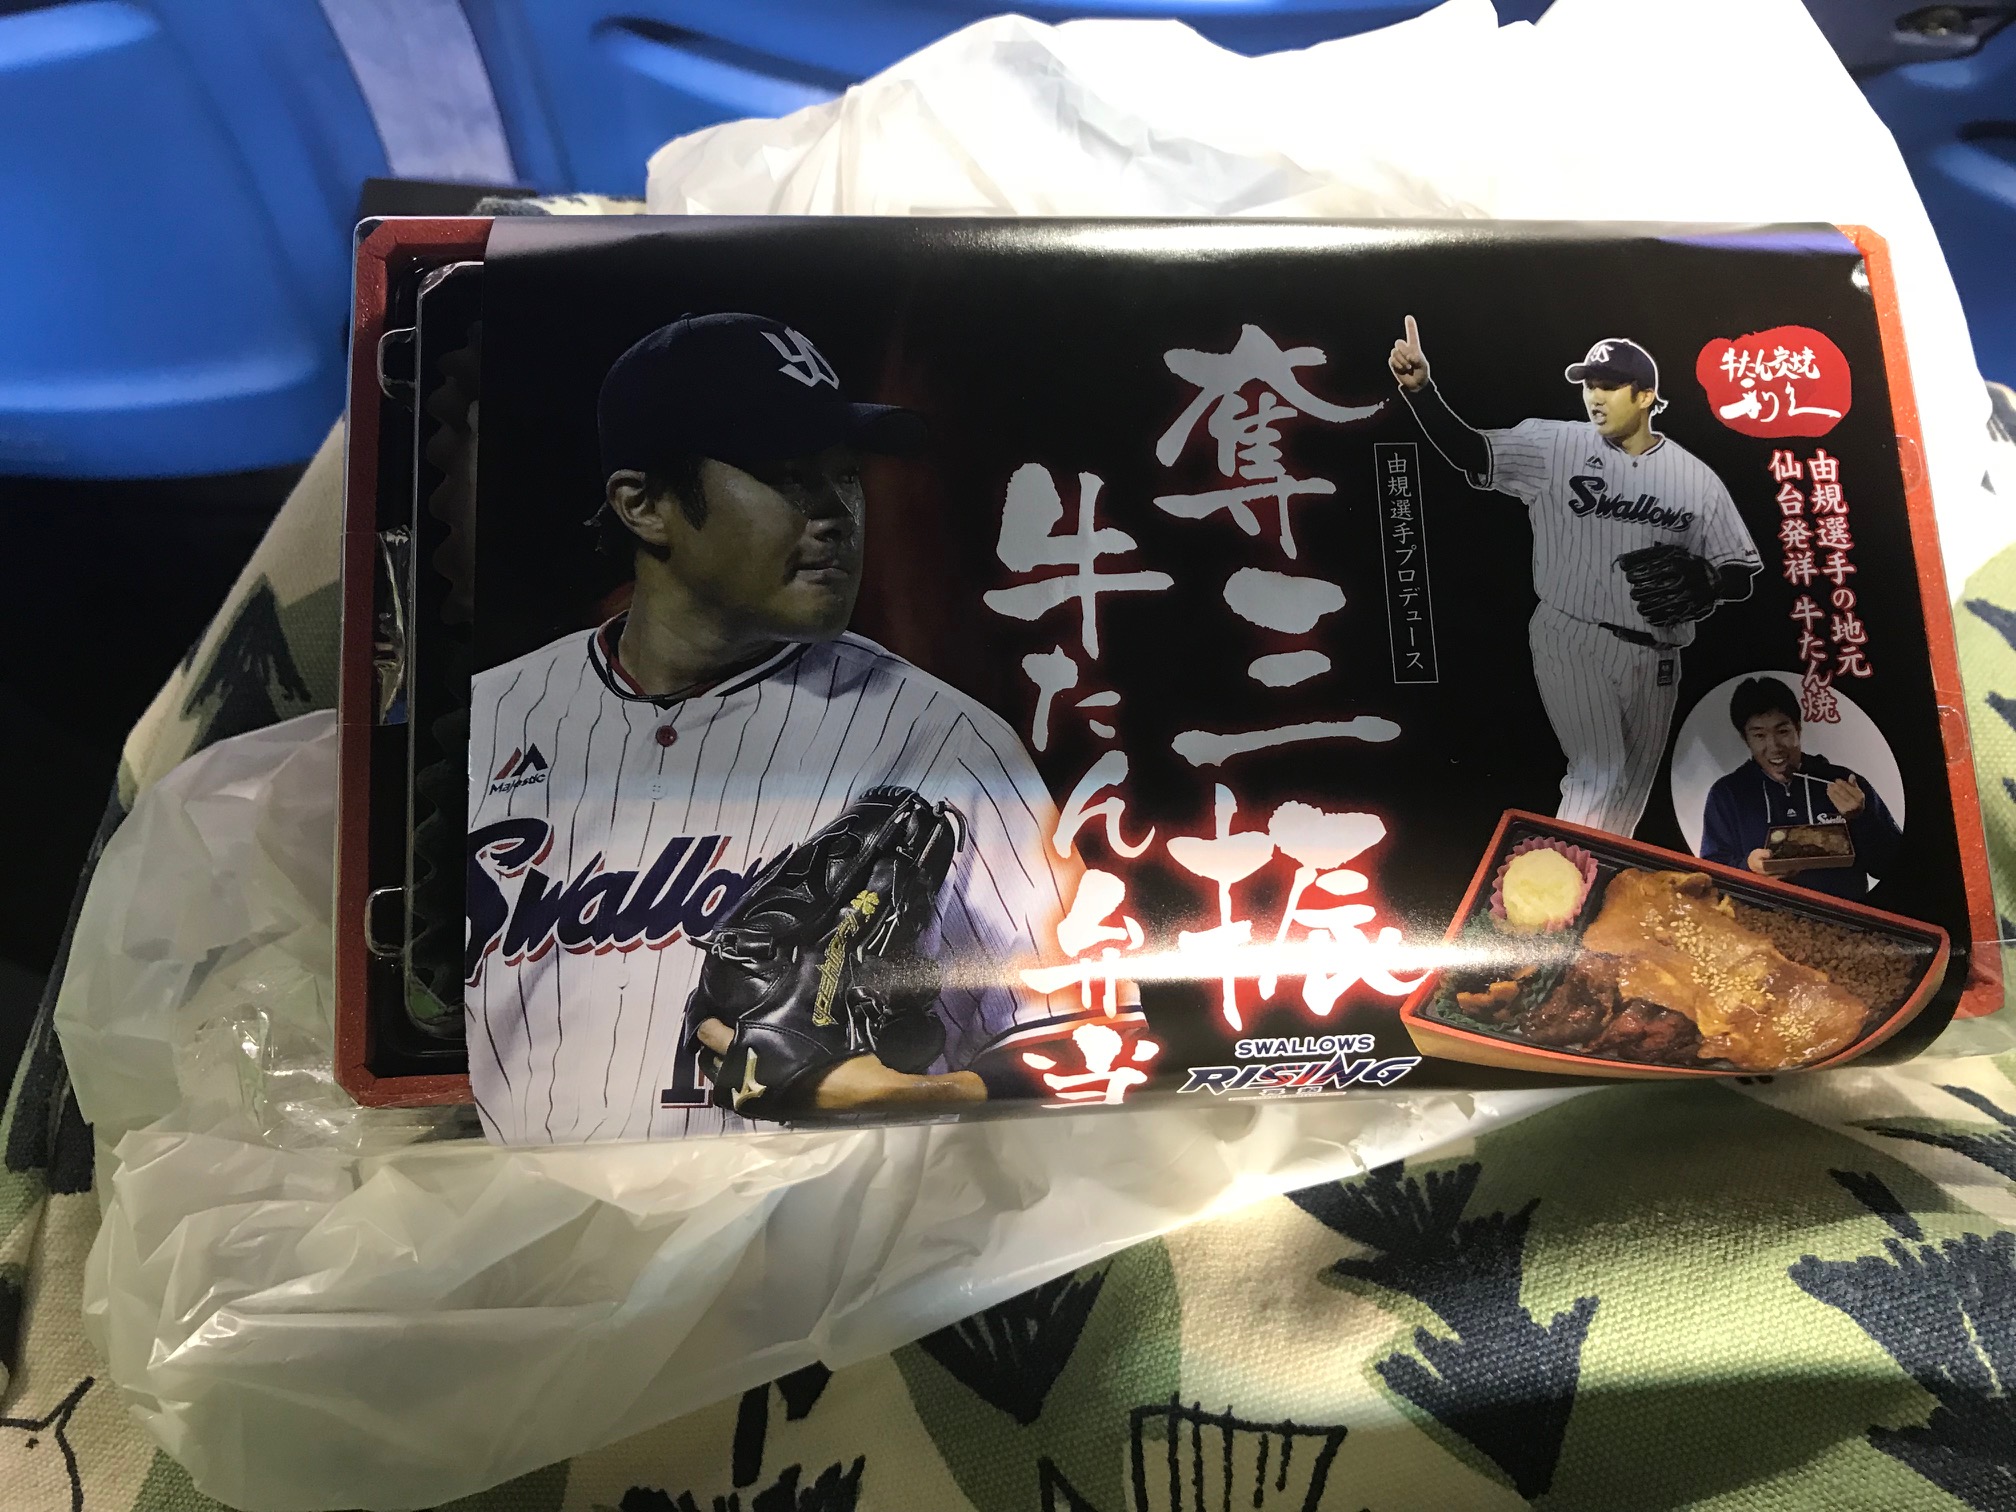 奪三振
牛たん弁当
由規選手プロデュース
牛たん炭焼
利久
由規選手の地元
仙台発祥 牛たん焼
Swallows
Majestic
Swallo
YOSHINORI
SWALLOWS
RISING